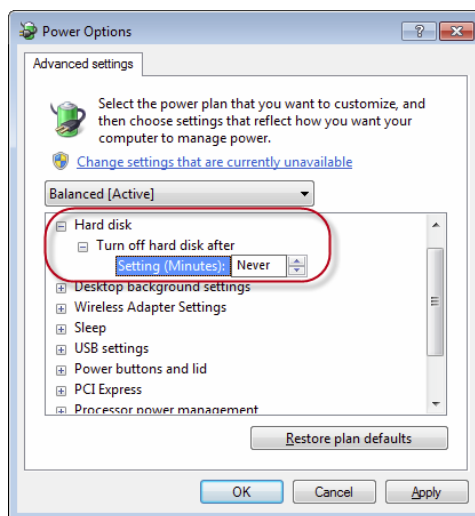 Power Options
Advanced settings
Select the power plan that you want to customize, and
then choose settings that reflect how you want your
computer to manage power.
Change settings that are currently unavailable
Balanced [Active]
Hard disk
Turn off hard disk after
Setting (Minutes): Never
Desktop background settings
Wireless Adapter Settings
Sleep
USB settings
Power buttons and lid
PCI Express
Processor power management
Restore plan defaults
OK Cancel Apply